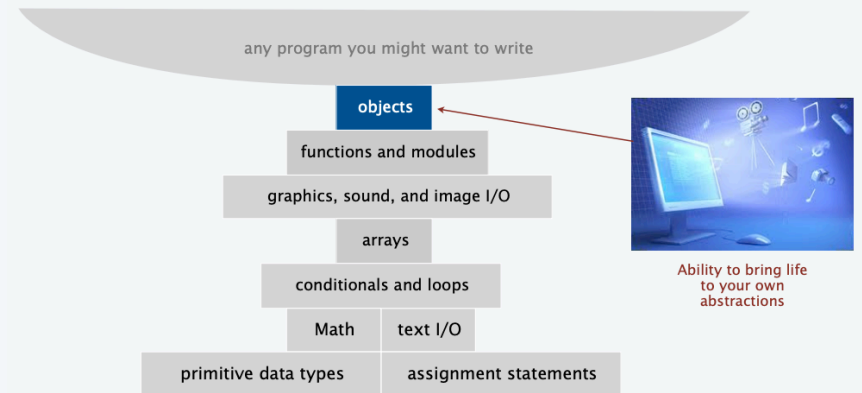 any program you might want to write
objects
functions and modules
graphics, sound, and image I/O
arrays
conditionals and loops
Math
text I/O
primitive data types
assignment statements
Ability to bring life
to your own
abstractions